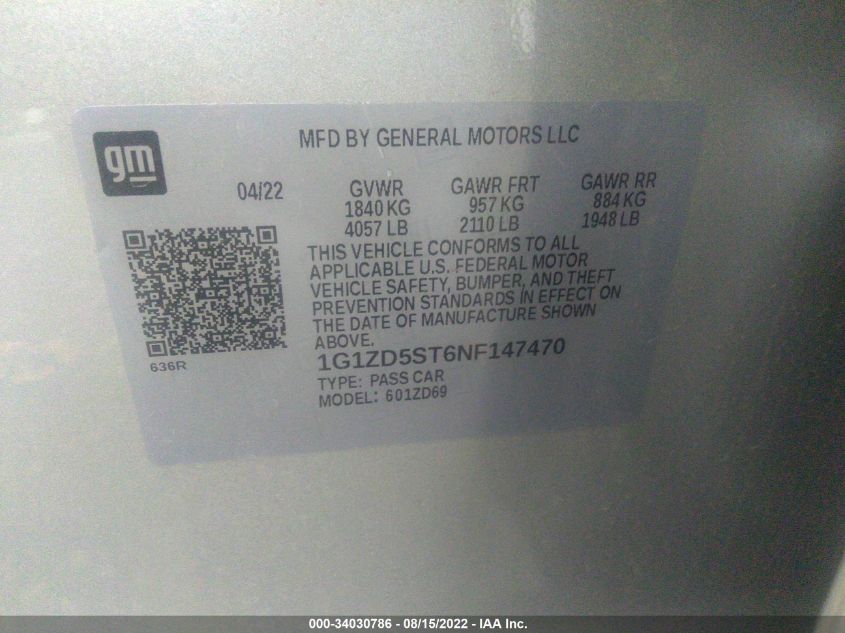 gm
MFD BY GENERAL MOTORS LLC
04/22 GVWR GAWR FRT GAWR RR
1840 KG 957 KG 884 KG
4057 LB 2110 LB 1948 LB
THIS VEHICLE CONFORMS TO ALL
APPLICABLE U.S. FEDERAL MOTOR
VEHICLE SAFETY, BUMPER, AND THEFT
PREVENTION STANDARDS IN EFFECT ON
THE DATE OF MANUFACTURE SHOWN
ABOVE.
636R
1G1ZD5ST6NF147470
TYPE: PASS CAR
MODEL: 601ZD69
000-34030786 - 08/15/2022 - IAA Inc.